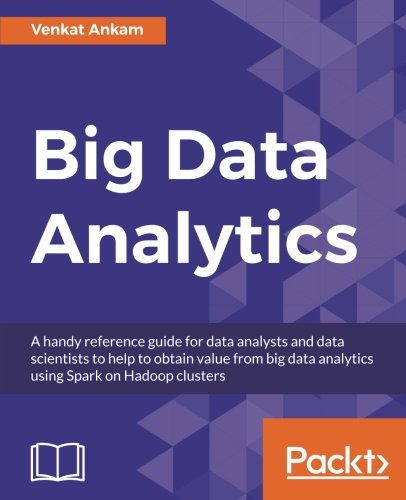 Venkat Ankam
Big Data
Analytics
A handy reference guide for data analysts and data
scientists to help to obtain value from big data analytics
using Spark on Hadoop clusters
Packt>